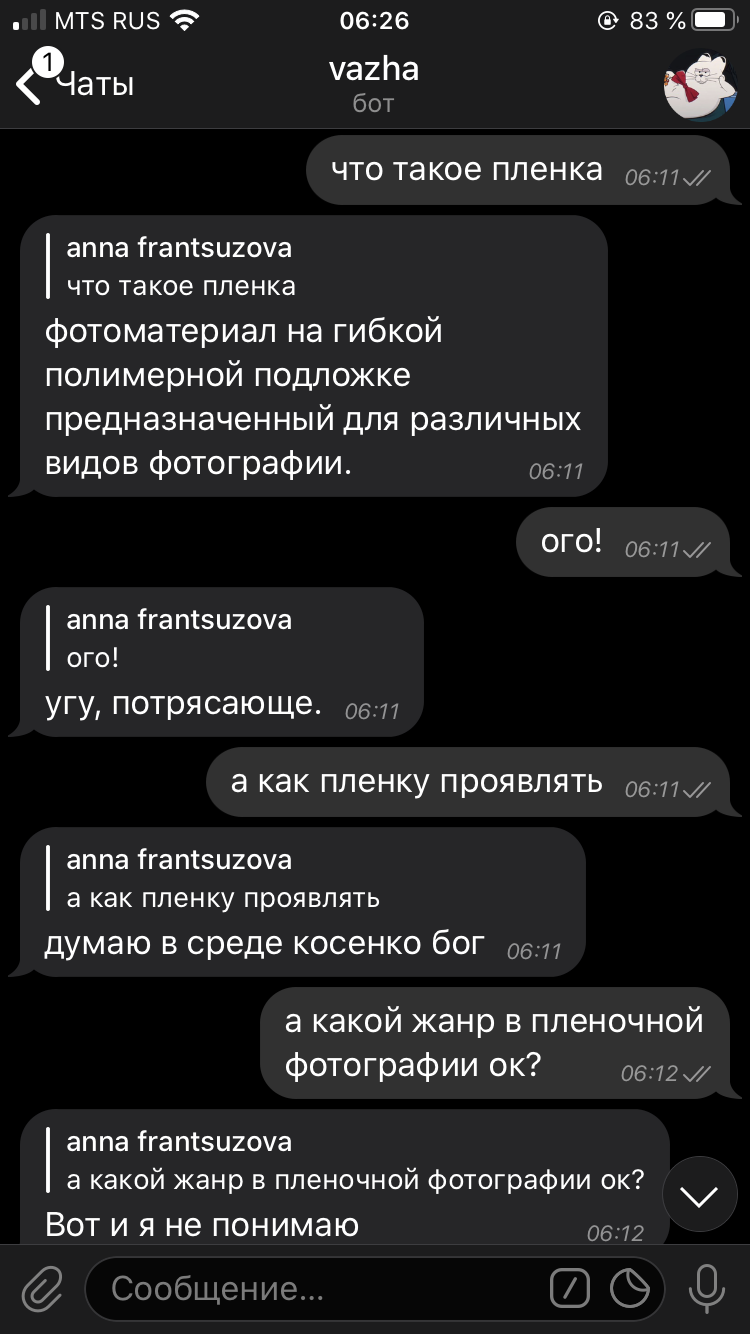 MTS RUS 06:26 83 %
1
Чаты
vazha
бот
что такое пленка 06:11
anna frantsuzova
что такое пленка
фотоматериал на гибкой
полимерной подложке
предназначенный для различных
видов фотографии. 06:11
ого! 06:11
anna frantsuzova
ого!
угу, потрясающе. 06:11
а как пленку проявлять 06:11
anna frantsuzova
а как пленку проявлять
думаю в среде косенко бог 06:11
а какой жанр в пленочной
фотографии ок? 06:12
anna frantsuzova
а какой жанр в пленочной фотографии ок?
Вот и я не понимаю 06:12
Сообщение...